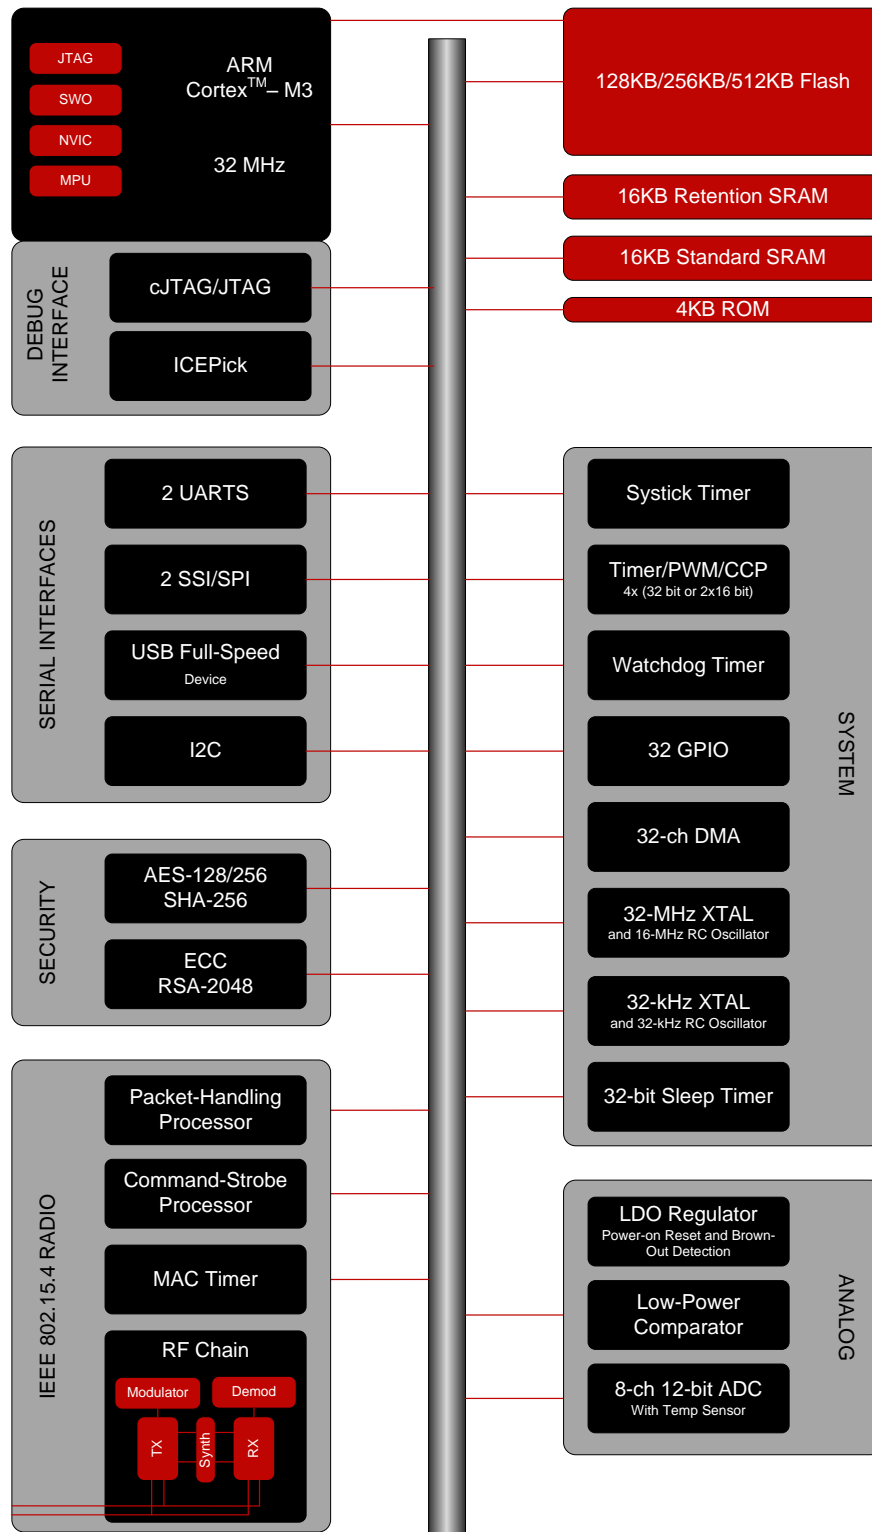 JTAG
SWO
NVIC
MPU
ARM
Cortex™– M3
32 MHz
128KB/256KB/512KB Flash
16KB Retention SRAM
16KB Standard SRAM
4KB ROM
DEBUG
INTERFACE
cJTAG/JTAG
ICEPick
SERIAL INTERFACES
2 UARTS
2 SSI/SPI
USB Full-Speed
Device
I2C
SECURITY
AES-128/256
SHA-256
ECC
RSA-2048
IEEE 802.15.4 RADIO
Packet-Handling
Processor
Command-Strobe
Processor
MAC Timer
RF Chain
Modulator
Demod
TX
Synth
RX
SYSTEM
Systick Timer
Timer/PWM/CCP
4x (32 bit or 2x16 bit)
Watchdog Timer
32 GPIO
32-ch DMA
32-MHz XTAL
and 16-MHz RC Oscillator
32-kHz XTAL
and 32-kHz RC Oscillator
32-bit Sleep Timer
ANALOG
LDO Regulator
Power-on Reset and Brown-
Out Detection
Low-Power
Comparator
8-ch 12-bit ADC
With Temp Sensor